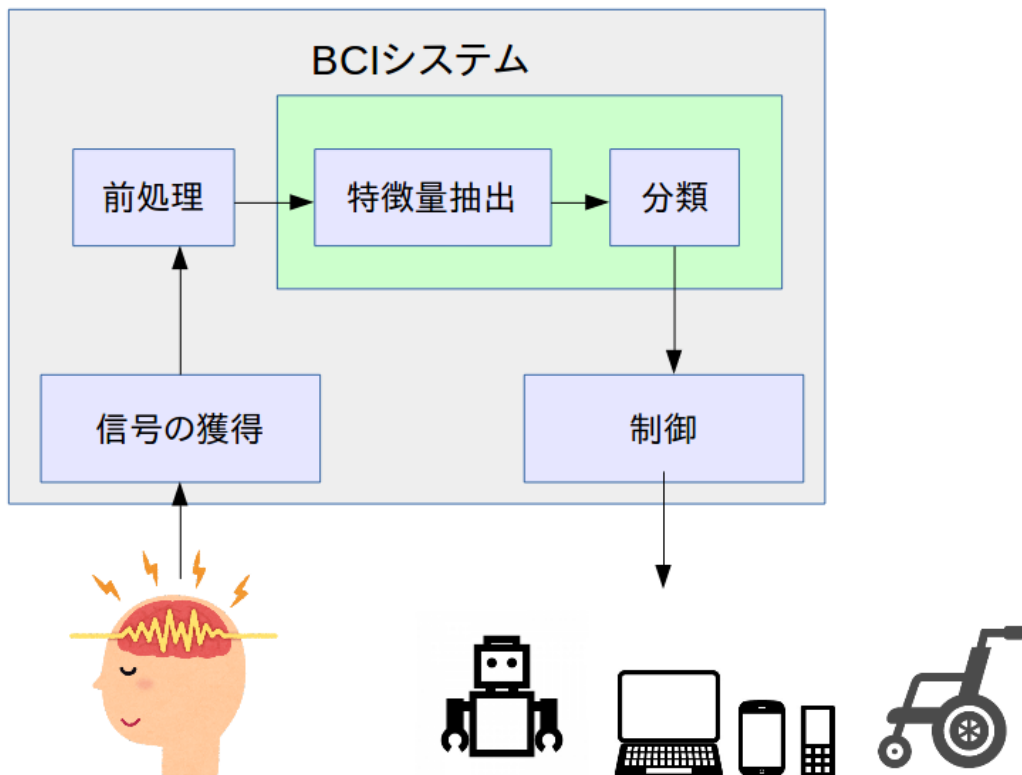 BCIシステム
前処理
特徴量抽出
分類
信号の獲得
制御